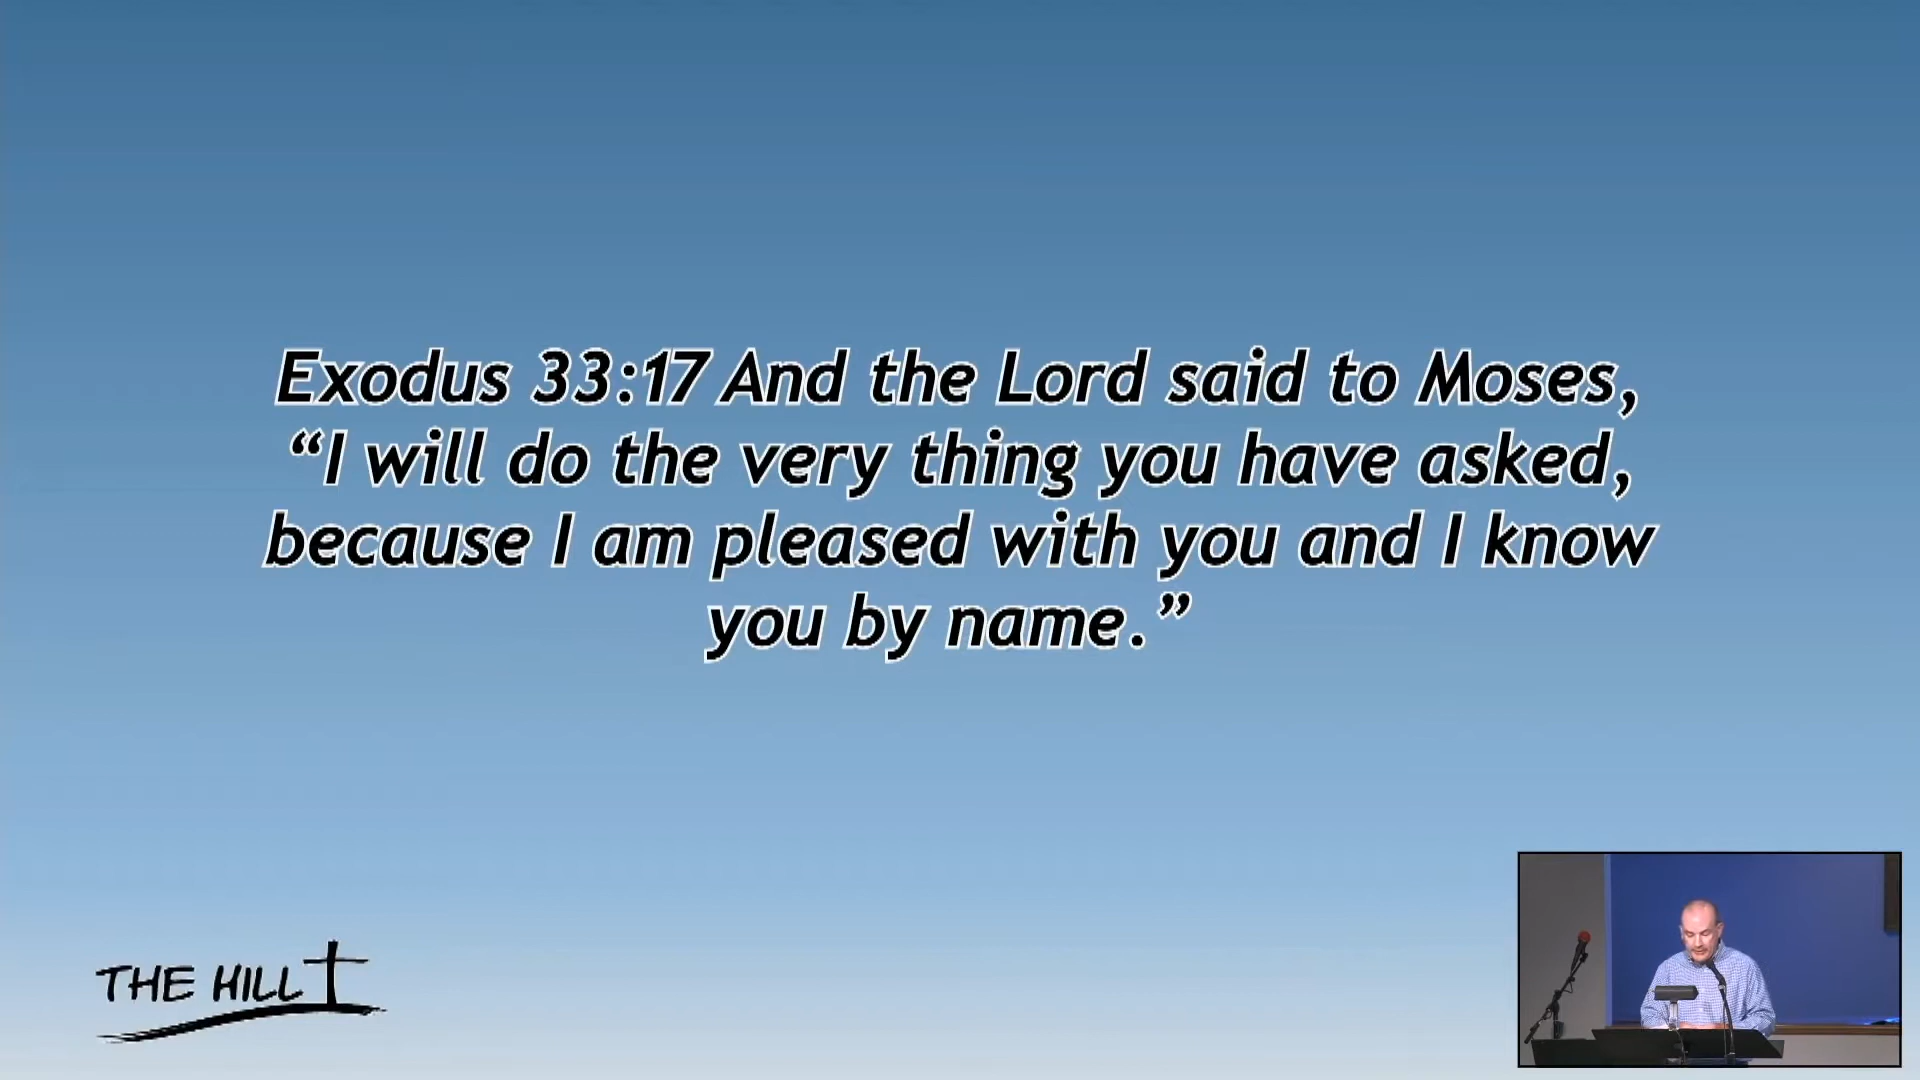 Exodus 33:17 And the Lord said to Moses,
“I will do the very thing you have asked,
because I am pleased with you and I know
you by name.”
THE HILL